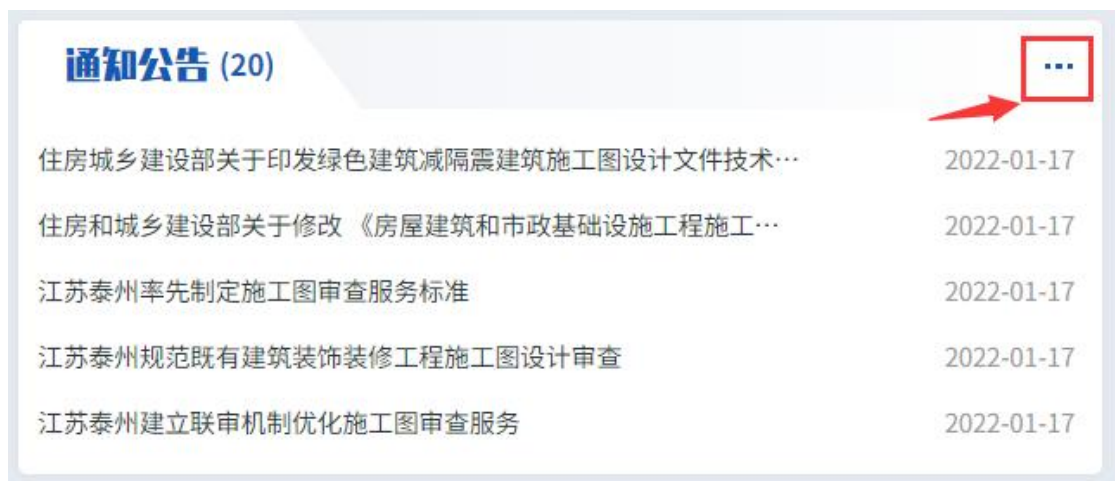 通知公告 (20)
···
住房城乡建设部关于印发绿色建筑减隔震建筑施工图设计文件技术··· 2022-01-17
住房和城乡建设部关于修改 《房屋建筑和市政基础设施工程施工··· 2022-01-17
江苏泰州率先制定施工图审查服务标准 2022-01-17
江苏泰州规范既有建筑装饰装修工程施工图设计审查 2022-01-17
江苏泰州建立联审机制优化施工图审查服务 2022-01-17